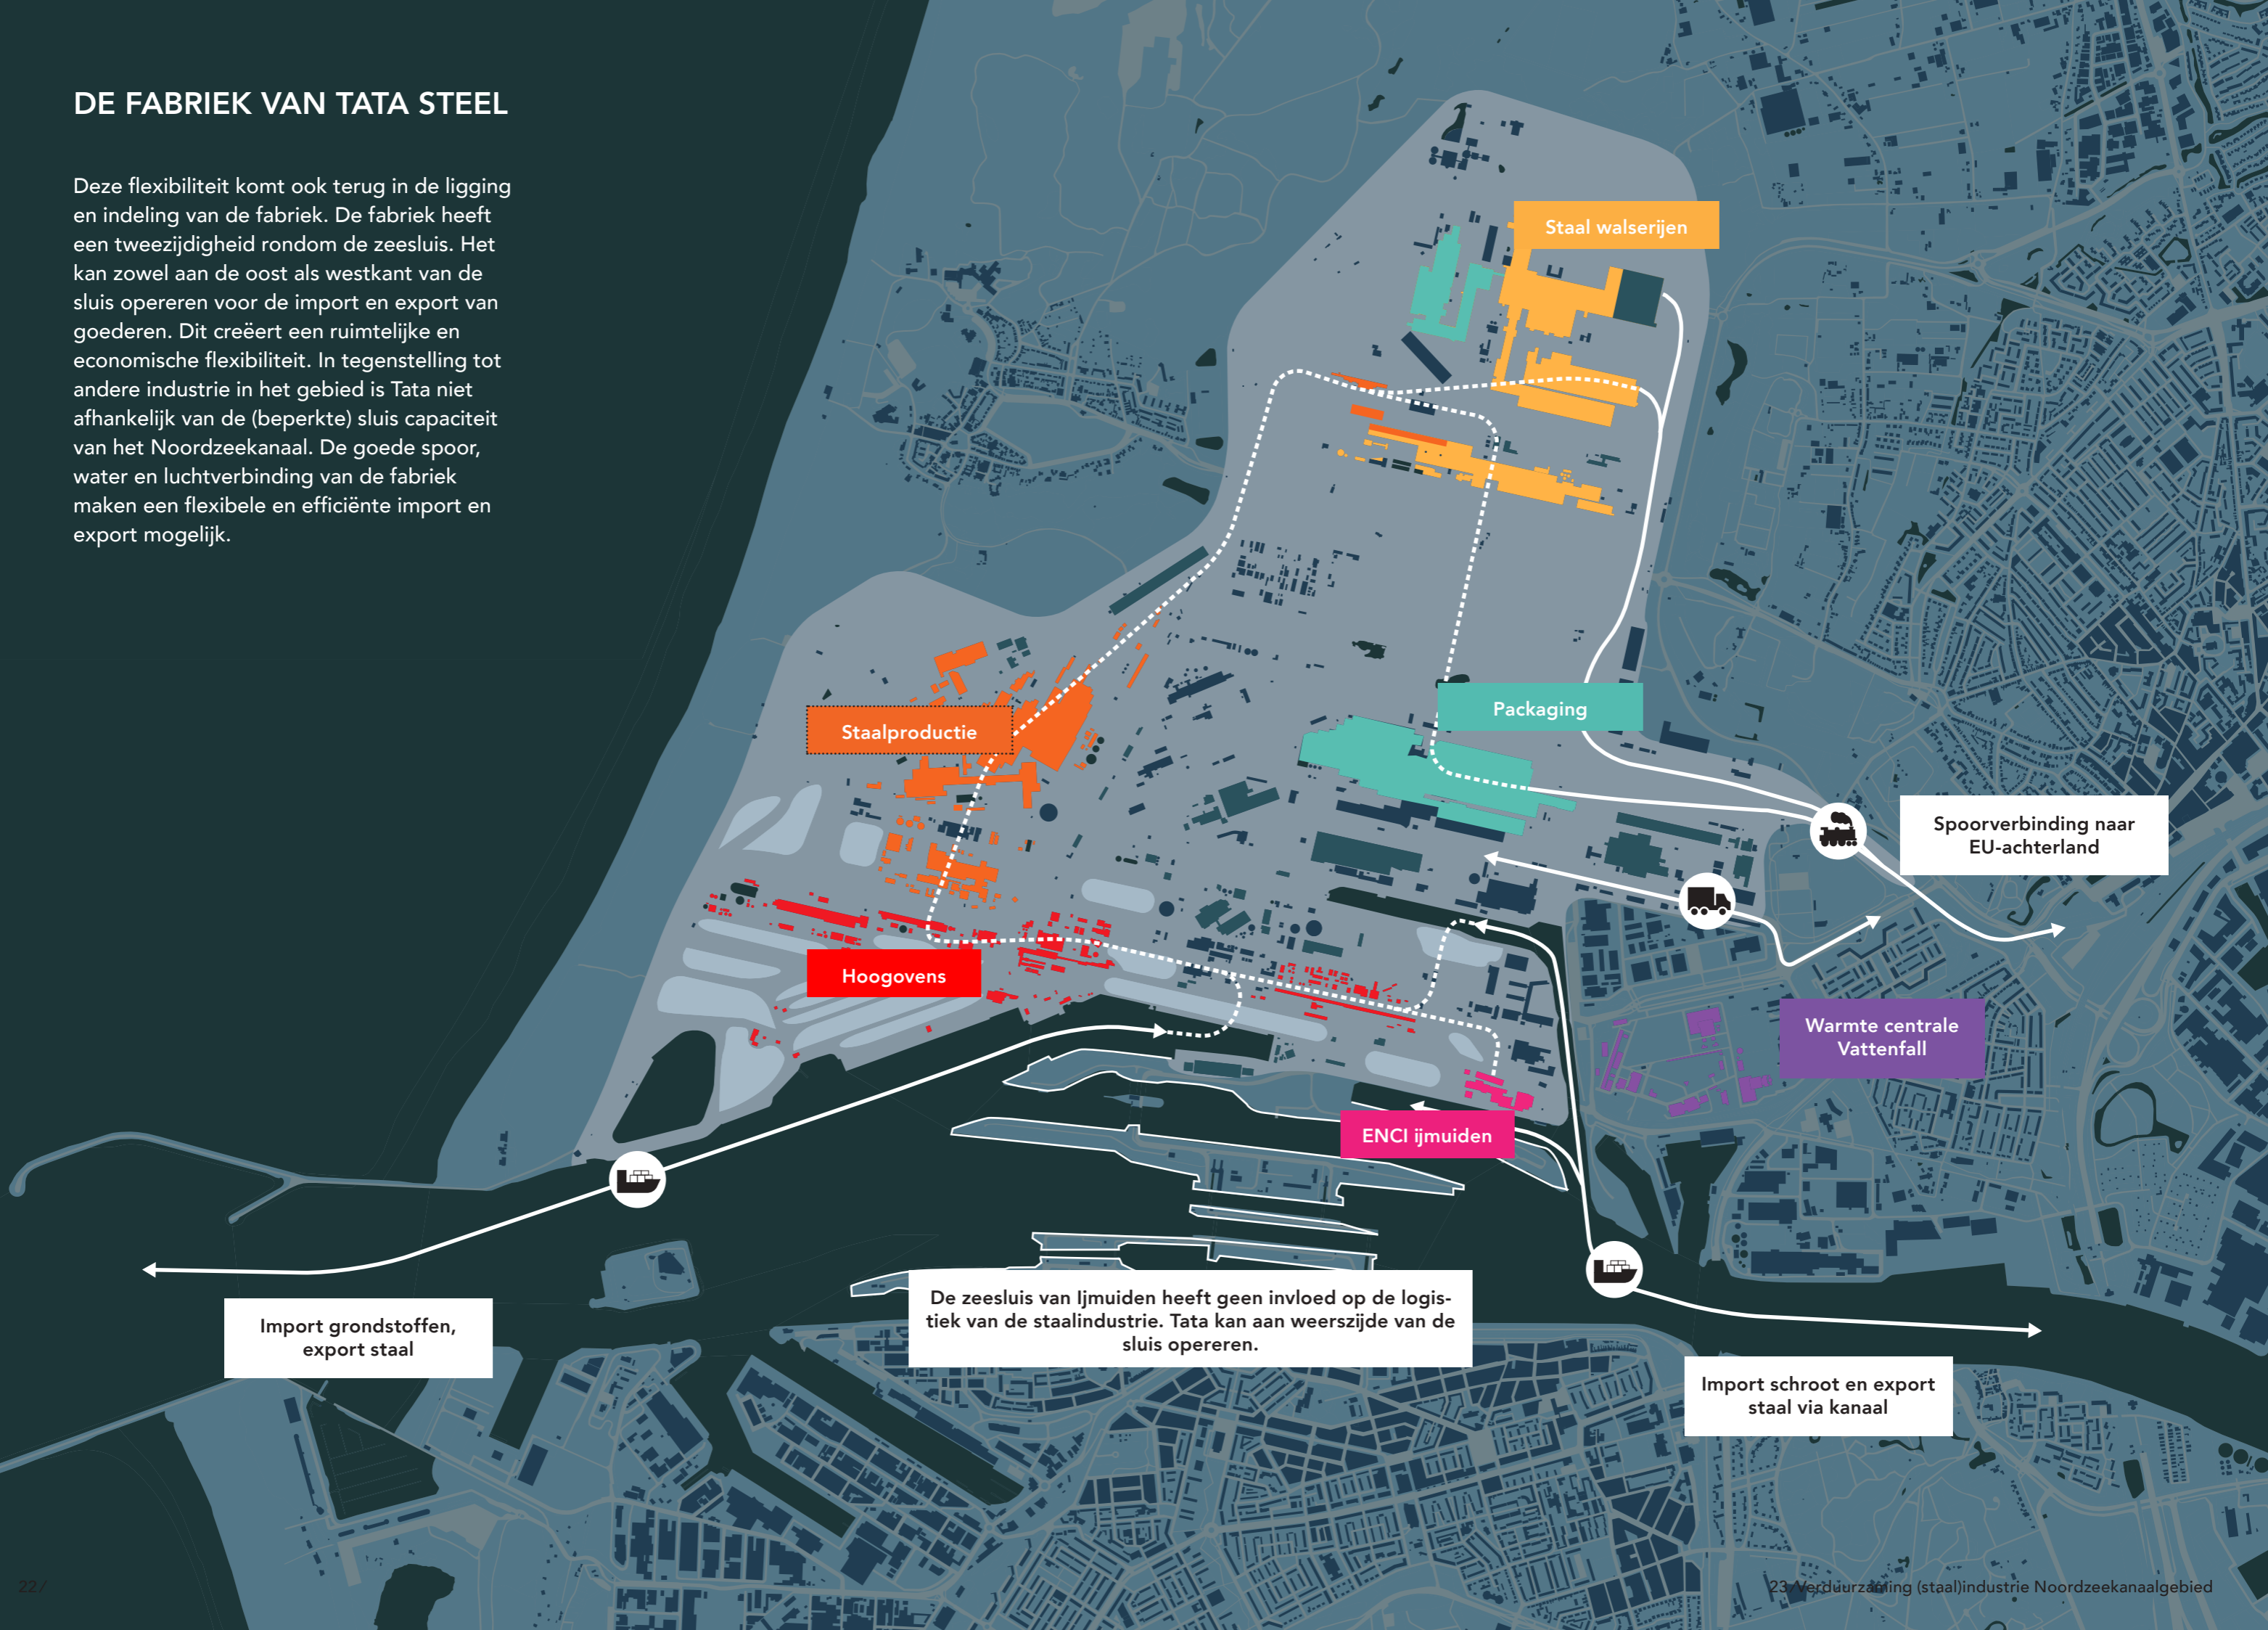 DE FABRIEK VAN TATA STEEL
Deze flexibiliteit komt ook terug in de ligging
en indeling van de fabriek. De fabriek heeft
een tweezijdigheid rondom de zeesluis. Het
kan zowel aan de oost als westkant van de
sluis opereren voor de import en export van
goederen. Dit creëert een ruimtelijke en
economische flexibiliteit. In tegenstelling tot
andere industrie in het gebied is Tata niet
afhankelijk van de (beperkte) sluis capaciteit
van het Noordzeekanaal. De goede spoor,
water en luchtverbinding van de fabriek
maken een flexibele en efficiënte import en
export mogelijk.
Staal walserijen
Packaging
Staalproductie
Spoorverbinding naar
EU-achterland
Hoogovens
Warmte centrale
Vattenfall
ENCI ijmuiden
De zeesluis van Ijmuiden heeft geen invloed op de logis-
tiek van de staalindustrie. Tata kan aan weerszijde van de
sluis opereren.
Import grondstoffen,
export staal
Import schroot en export
staal via kanaal
22/
23/Verduurzaming (staal)industrie Noordzeekanaalgebied